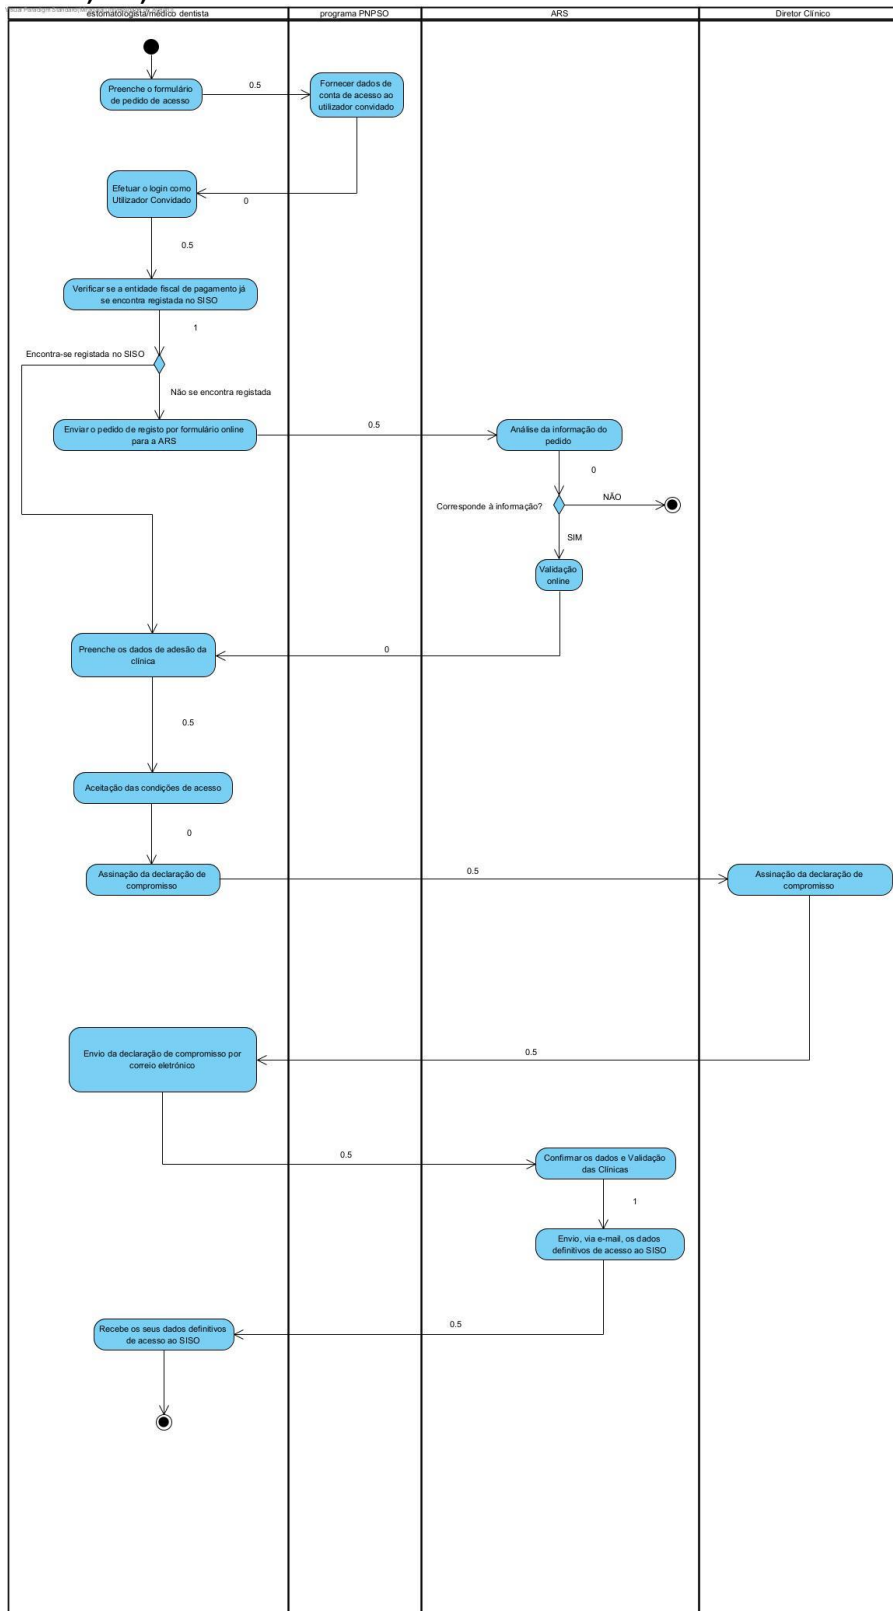 estomatologista/médico dentista
programa PNPSO
ARS
Diretor Clínico
Preenche o formulário
de pedido de acesso
0.5
Fornecer dados de
conta de acesso ao
utilizador convidado
Efetuar o login como
Utilizador Convidado
0
0.5
Verificar se a entidade fiscal de pagamento já
se encontra registada no SISO
1
Encontra-se registada no SISO
Não se encontra registada
Enviar o pedido de registo por formulário online
para a ARS
0.5
Análise da informação do
pedido
0
Corresponde à informação?
NÃO
SIM
Validação
online
Preenche os dados de adesão da
clínica
0
0.5
Aceitação das condições de acesso
0
Assinação da declaração de
compromisso
0.5
Assinação da declaração de
compromisso
Envio da declaração de compromisso por
correio eletrónico
0.5
0.5
Confirmar os dados e Validação
das Clínicas
1
Envio, via e-mail, os dados
definitivos de acesso ao SISO
Recebe os seus dados definitivos
de acesso ao SISO
0.5